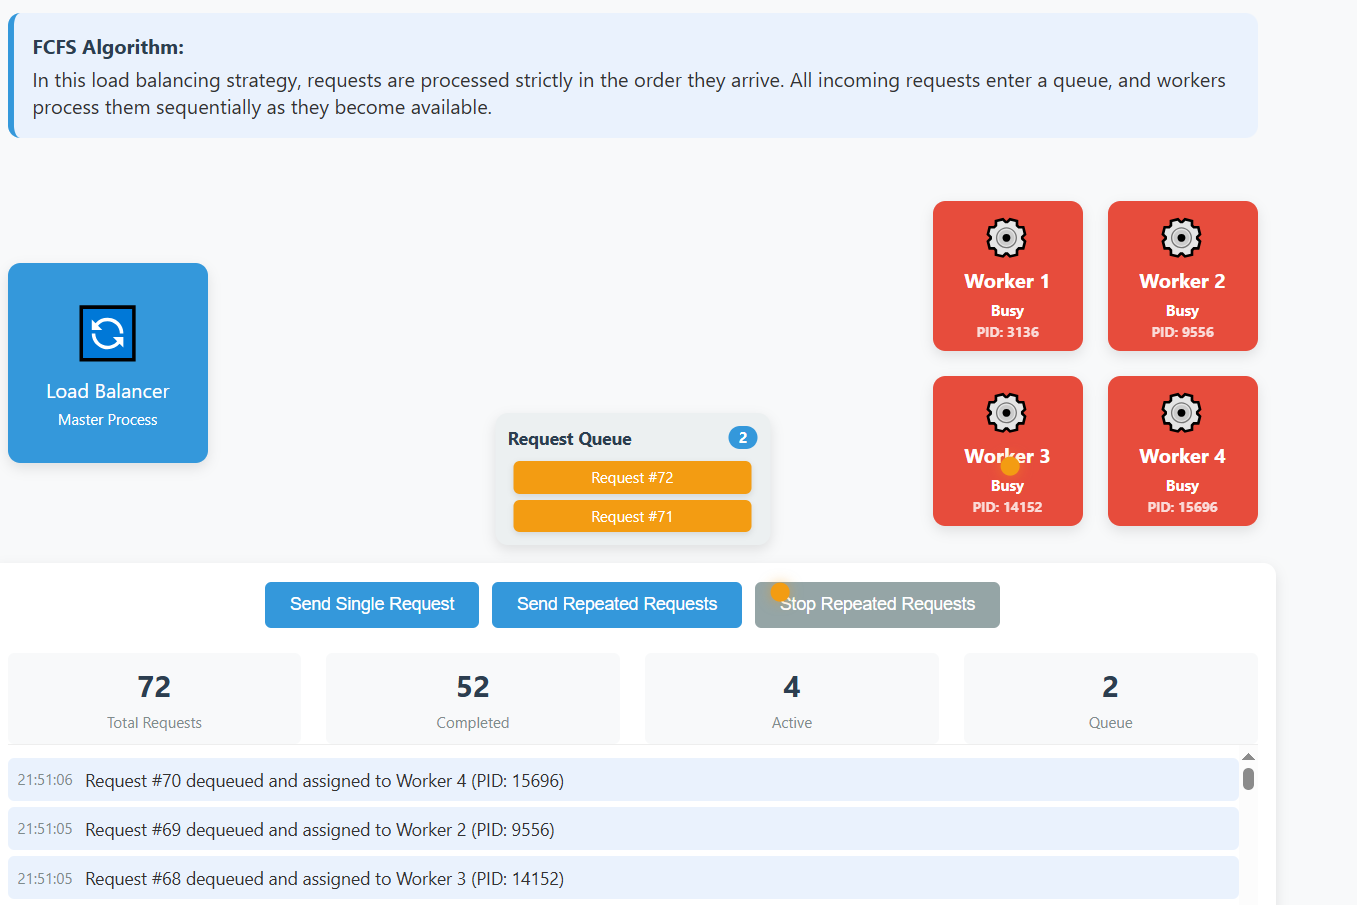 FCFS Algorithm:
In this load balancing strategy, requests are processed strictly in the order they arrive. All incoming requests enter a queue, and workers
process them sequentially as they become available.
Worker 1
Busy
PID: 3136
Worker 2
Busy
PID: 9556
Load Balancer
Master Process
Worker 3
Busy
PID: 14152
Worker 4
Busy
PID: 15696
Request Queue
2
Request #72
Request #71
Send Single Request
Send Repeated Requests
Stop Repeated Requests
72
Total Requests
52
Completed
4
Active
2
Queue
21:51:06 Request #70 dequeued and assigned to Worker 4 (PID: 15696)
21:51:05 Request #69 dequeued and assigned to Worker 2 (PID: 9556)
21:51:05 Request #68 dequeued and assigned to Worker 3 (PID: 14152)